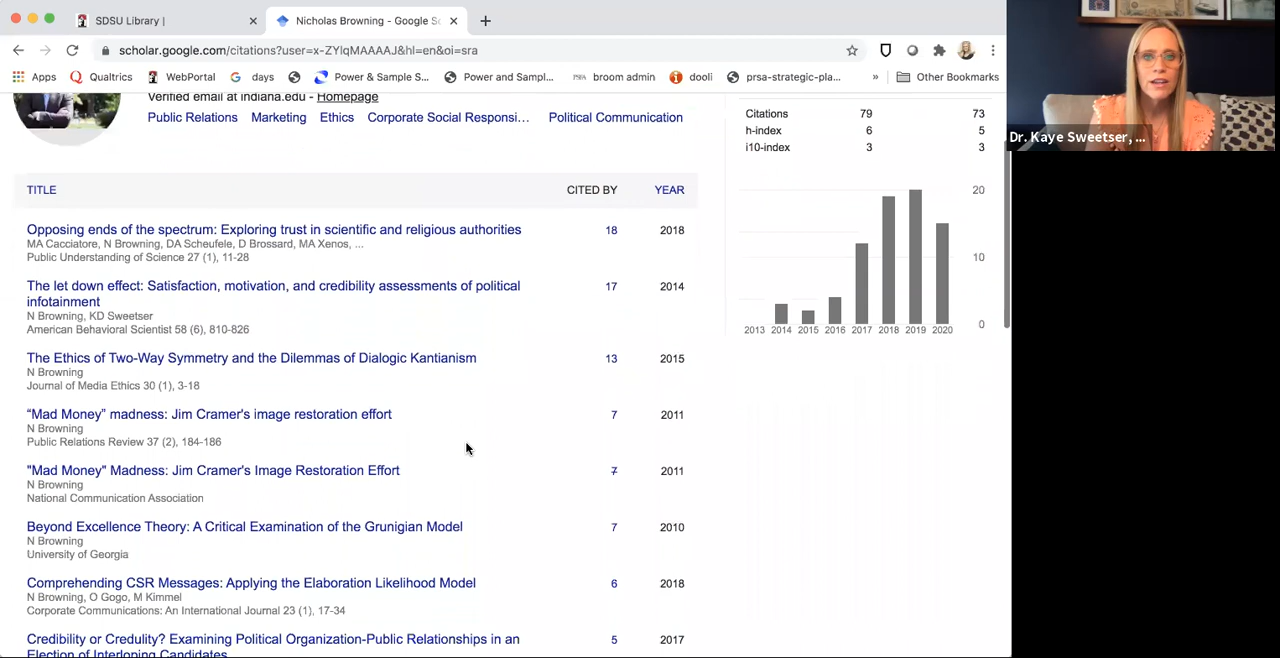 SDSU Library |
Nicholas Browning - Google Sc
scholar.google.com/citations?user=x-ZYlqMAAAAJ&hl=en&oi=sra
Apps Qualtrics WebPortal days Power & Sample S... Power and Sampl... broom admin dooli prsa-strategic-pla... » Other Bookmarks
Verified email at indiana.edu - Homepage
Public Relations Marketing Ethics Corporate Social Responsi... Political Communication
Citations 79 73
h-index 6 5
i10-index 3 3
Dr. Kaye Sweetser, ...
TITLE CITED BY YEAR
Opposing ends of the spectrum: Exploring trust in scientific and religious authorities 18 2018
MA Cacciatore, N Browning, DA Scheufele, D Brossard, MA Xenos, ...
Public Understanding of Science 27 (1), 11-28
The let down effect: Satisfaction, motivation, and credibility assessments of political 17 2014
infotainment
N Browning, KD Sweetser
American Behavioral Scientist 58 (6), 810-826
The Ethics of Two-Way Symmetry and the Dilemmas of Dialogic Kantianism 13 2015
N Browning
Journal of Media Ethics 30 (1), 3-18
“Mad Money” madness: Jim Cramer's image restoration effort 7 2011
N Browning
Public Relations Review 37 (2), 184-186
"Mad Money" Madness: Jim Cramer's Image Restoration Effort 7 2011
N Browning
National Communication Association
Beyond Excellence Theory: A Critical Examination of the Grunigian Model 7 2010
N Browning
University of Georgia
Comprehending CSR Messages: Applying the Elaboration Likelihood Model 6 2018
N Browning, O Gogo, M Kimmel
Corporate Communications: An International Journal 23 (1), 17-34
Credibility or Credulity? Examining Political Organization-Public Relationships in an 5 2017
Election of Interloping Candidates
20
10
0
2013 2014 2015 2016 2017 2018 2019 2020